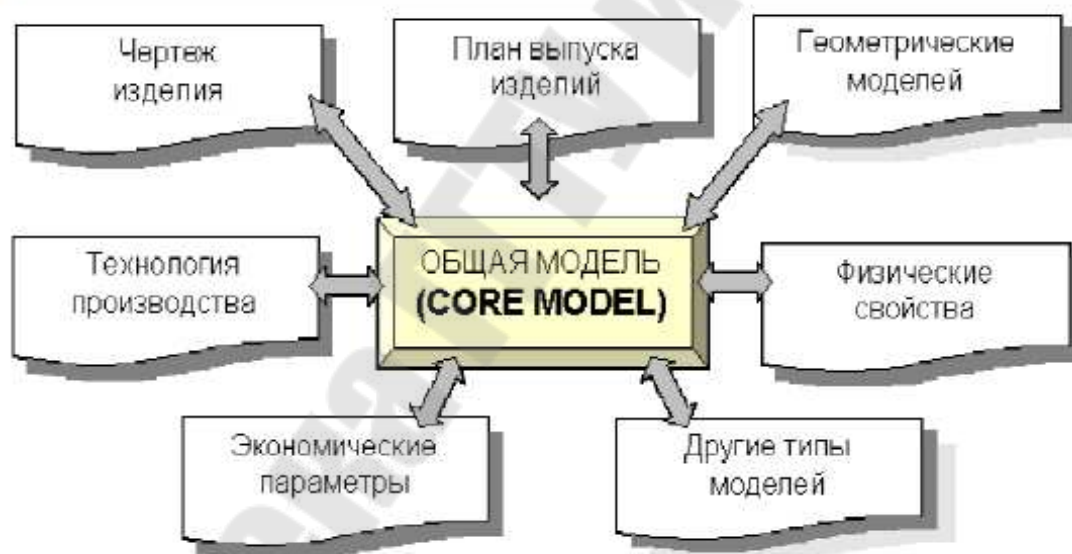 Чертеж
изделия
План выпуска
изделий
Геометрические
моделей
Технология
производства
ОБЩАЯ МОДЕЛЬ
(CORE MODEL)
Физические
свойства
Экономические
параметры
Другие типы
моделей